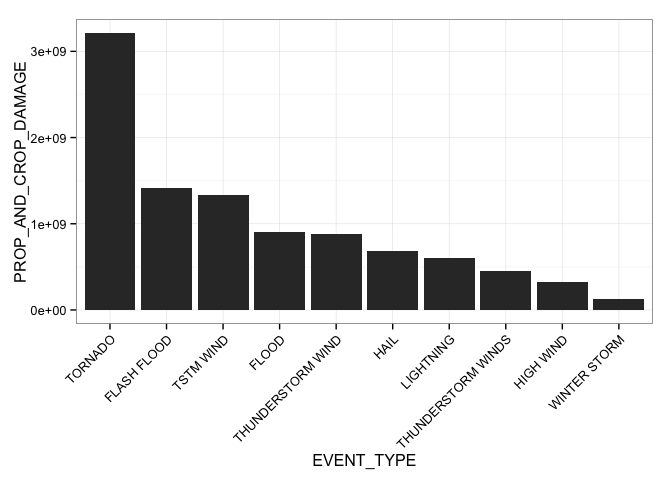 PROP_AND_CROP_DAMAGE
3e+09
2e+09
1e+09
0e+00
TORNADO
FLASH FLOOD
TSTM WIND
FLOOD
THUNDERSTORM WIND
HAIL
LIGHTNING
THUNDERSTORM WINDS
HIGH WIND
WINTER STORM
EVENT_TYPE